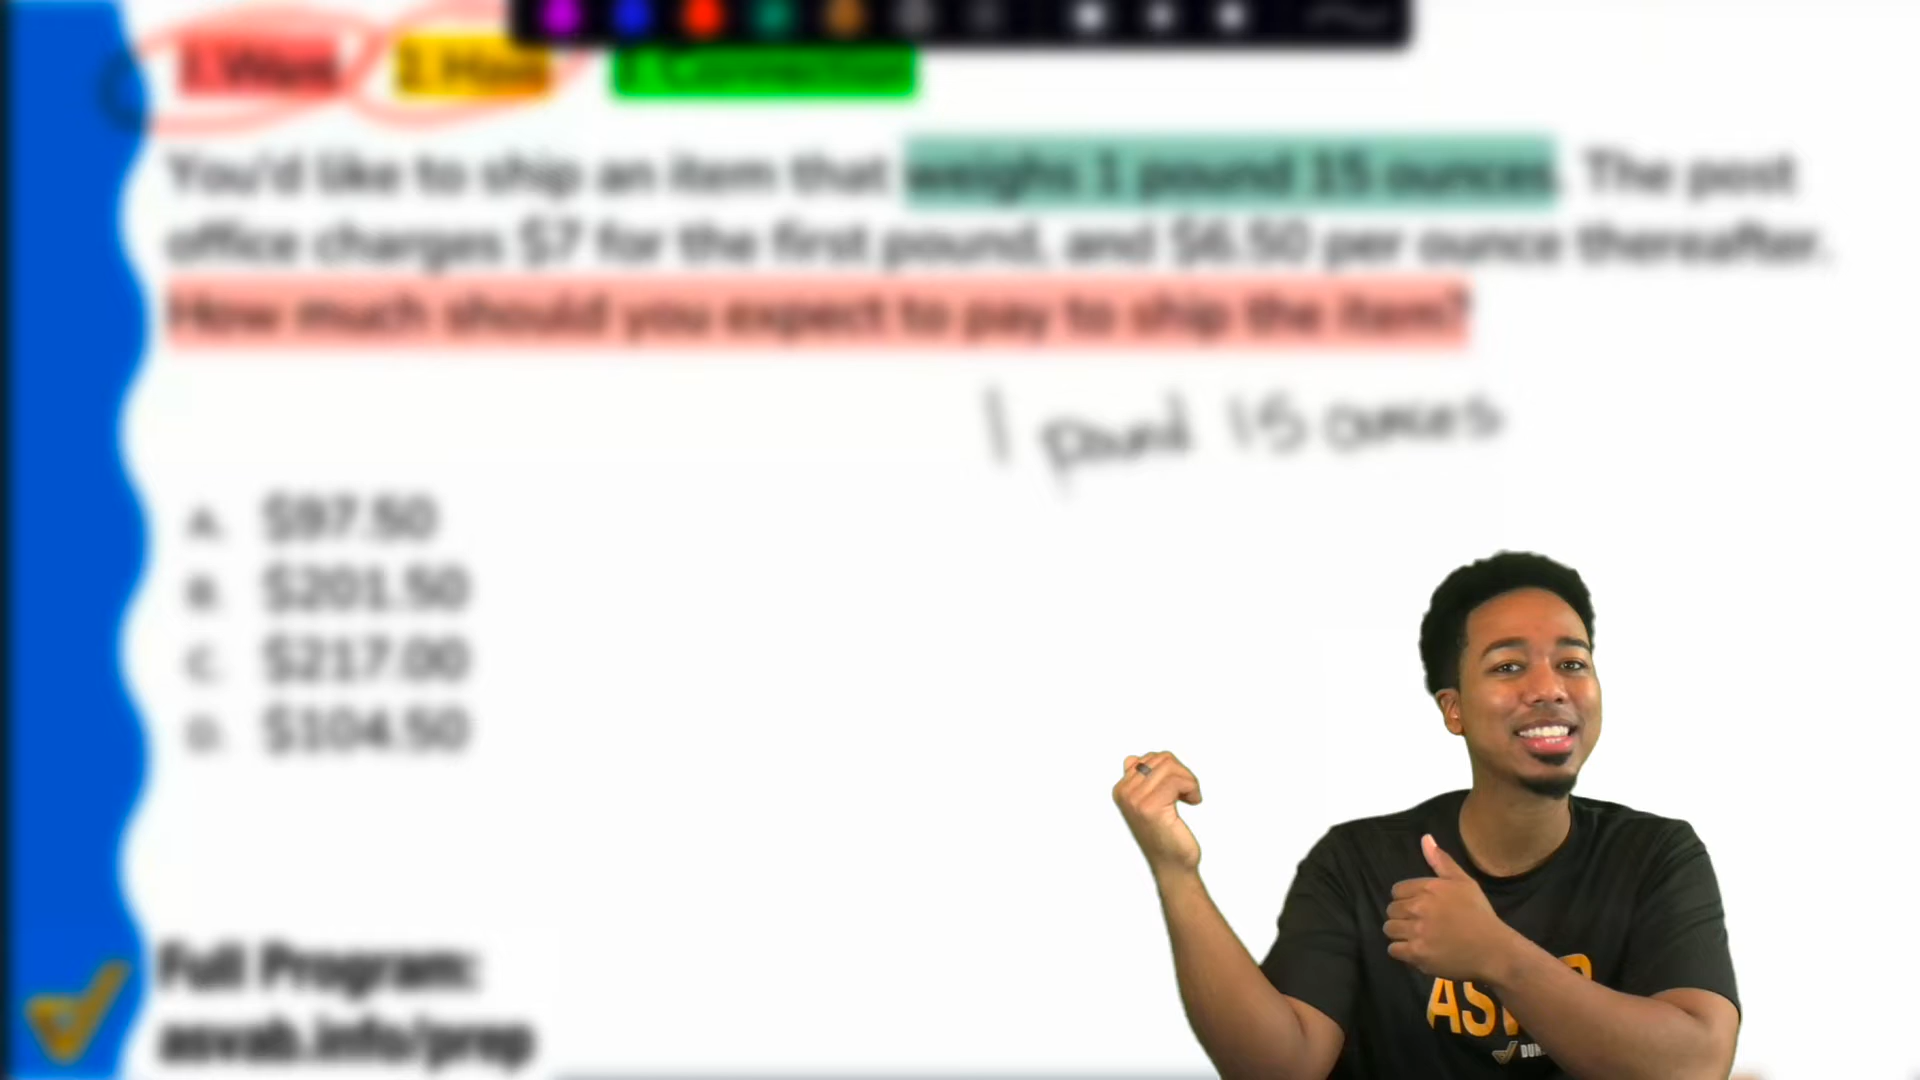 1. Want 2. Have 3. Connection
You'd like to ship an item that weighs 1 pound 15 ounces. The post
office charges $7 for the first pound, and $6.50 per ounce thereafter.
How much should you expect to pay to ship the item?
1 pound 15 ounces
A. $97.50
B. $201.50
C. $217.00
D. $104.50
Full Program:
asvab.info/prep